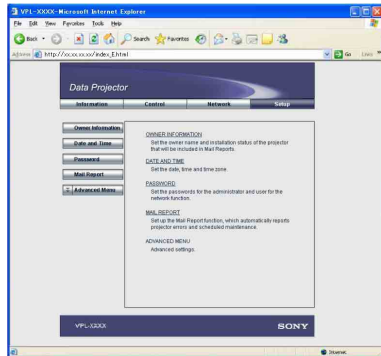 VPL-XXXX-Microsoft Internet Explorer
File Edit View Favorites Tools Help
Back Search Favorites
Address http://xx.xx.xx.xx/index_E.html Go Links
Data Projector
Information Control Network Setup
Owner Information
Date and Time
Password
Mail Report
Advanced Menu
OWNER INFORMATION
Set the owner name and installation status of the projector
that will be included in Mail Reports.
DATE AND TIME
Set the date, time and time zone.
PASSWORD
Set the passwords for the administrator and user for the
network function.
MAIL REPORT
Set up the Mail Report function, which automatically reports
projector errors and scheduled maintenance.
ADVANCED MENU
Advanced settings.
VPL-XXXX SONY
Internet